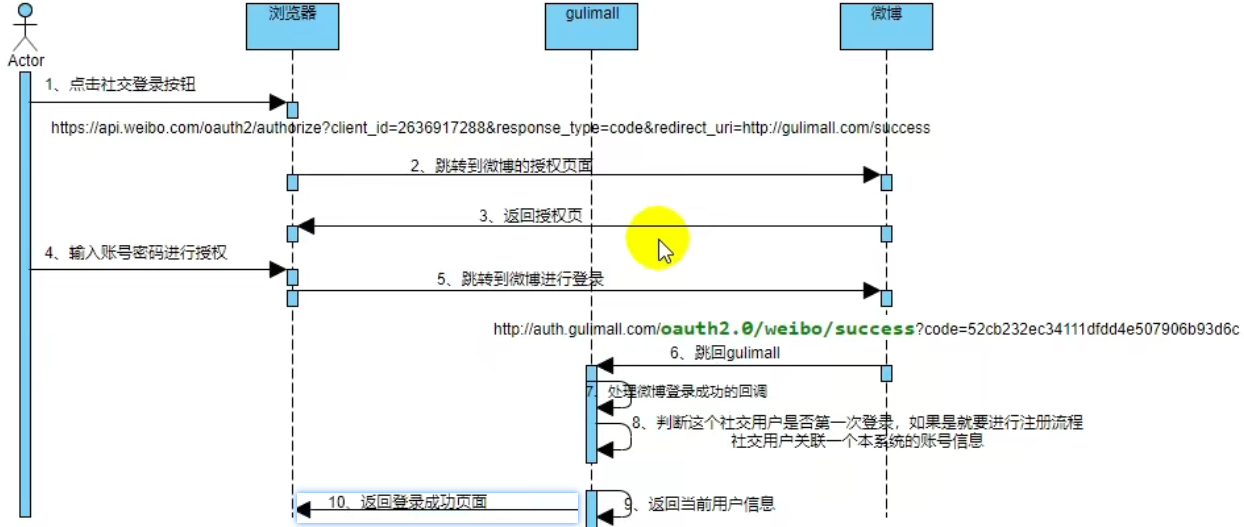 浏览器
gulimall
微博
Actor
1、点击社交登录按钮
https://api.weibo.com/oauth2/authorize?client_id=2636917288&response_type=code&redirect_uri=http://gulimall.com/success
2、跳转到微博的授权页面
3、返回授权页
4、输入账号密码进行授权
5、跳转到微博进行登录
http://auth.gulimall.com/oauth2.0/weibo/success?code=52cb232ec34111dfdd4e507906b93d6c
6、跳回gulimall
7、处理微博登录成功的回调
8、判断这个社交用户是否第一次登录，如果是就要进行注册流程
社交用户关联一个本系统的账号信息
10、返回登录成功页面
9、返回当前用户信息